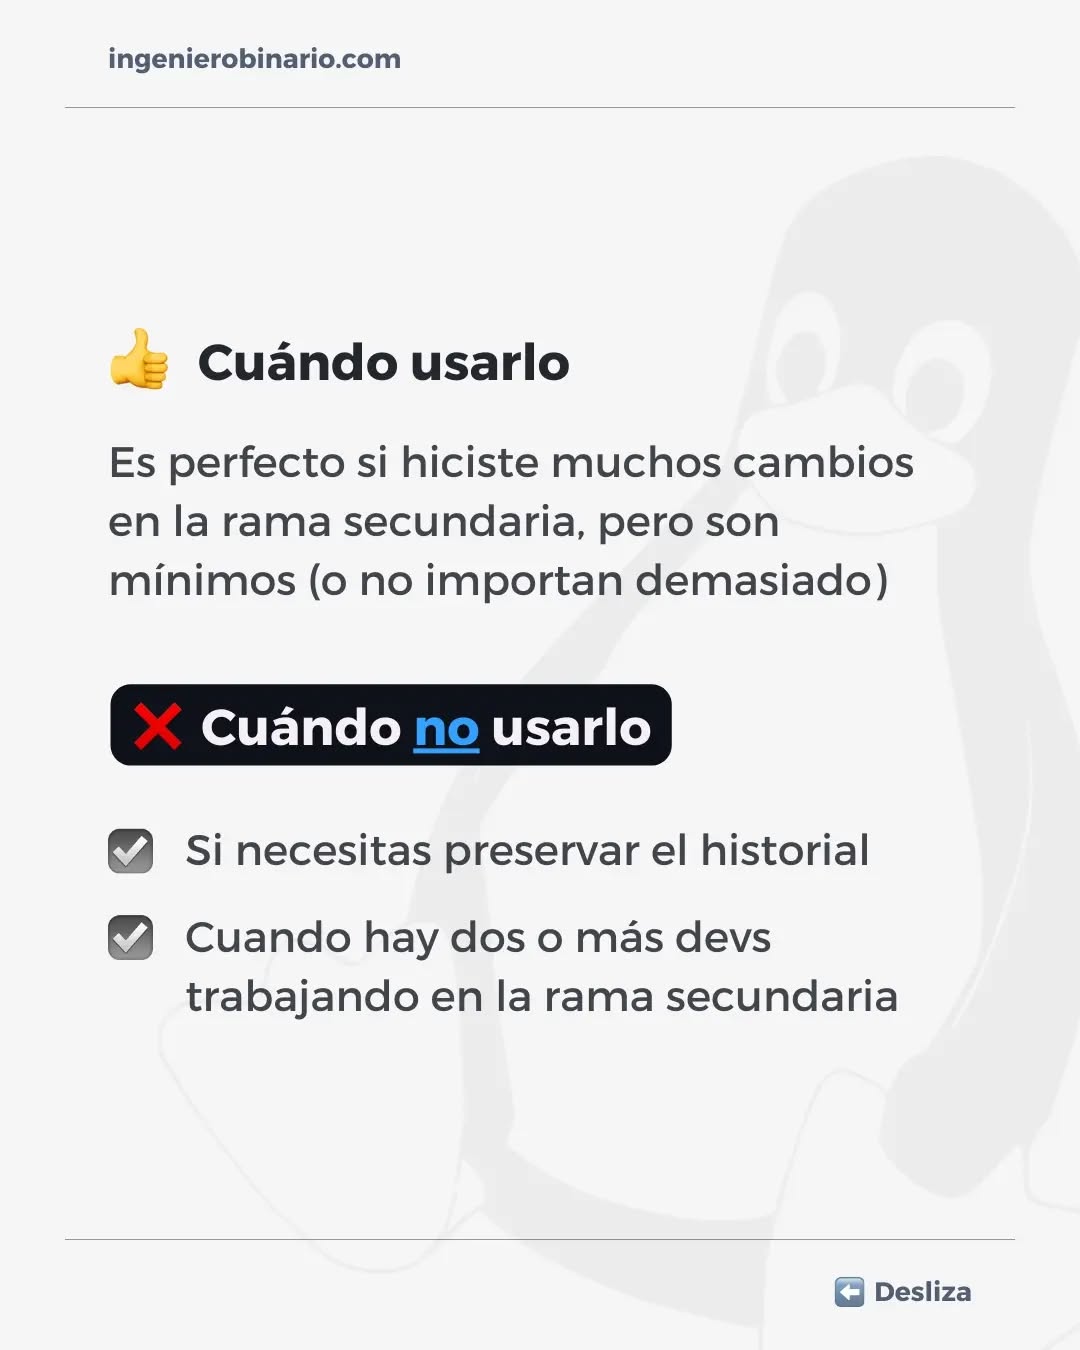 ingenierobinario.com
👍 Cuándo usarlo
Es perfecto si hiciste muchos cambios
en la rama secundaria, pero son
mínimos (o no importan demasiado)
❌ Cuándo no usarlo
☑️ Si necesitas preservar el historial
☑️ Cuando hay dos o más devs
trabajando en la rama secundaria
⬅️ Desliza